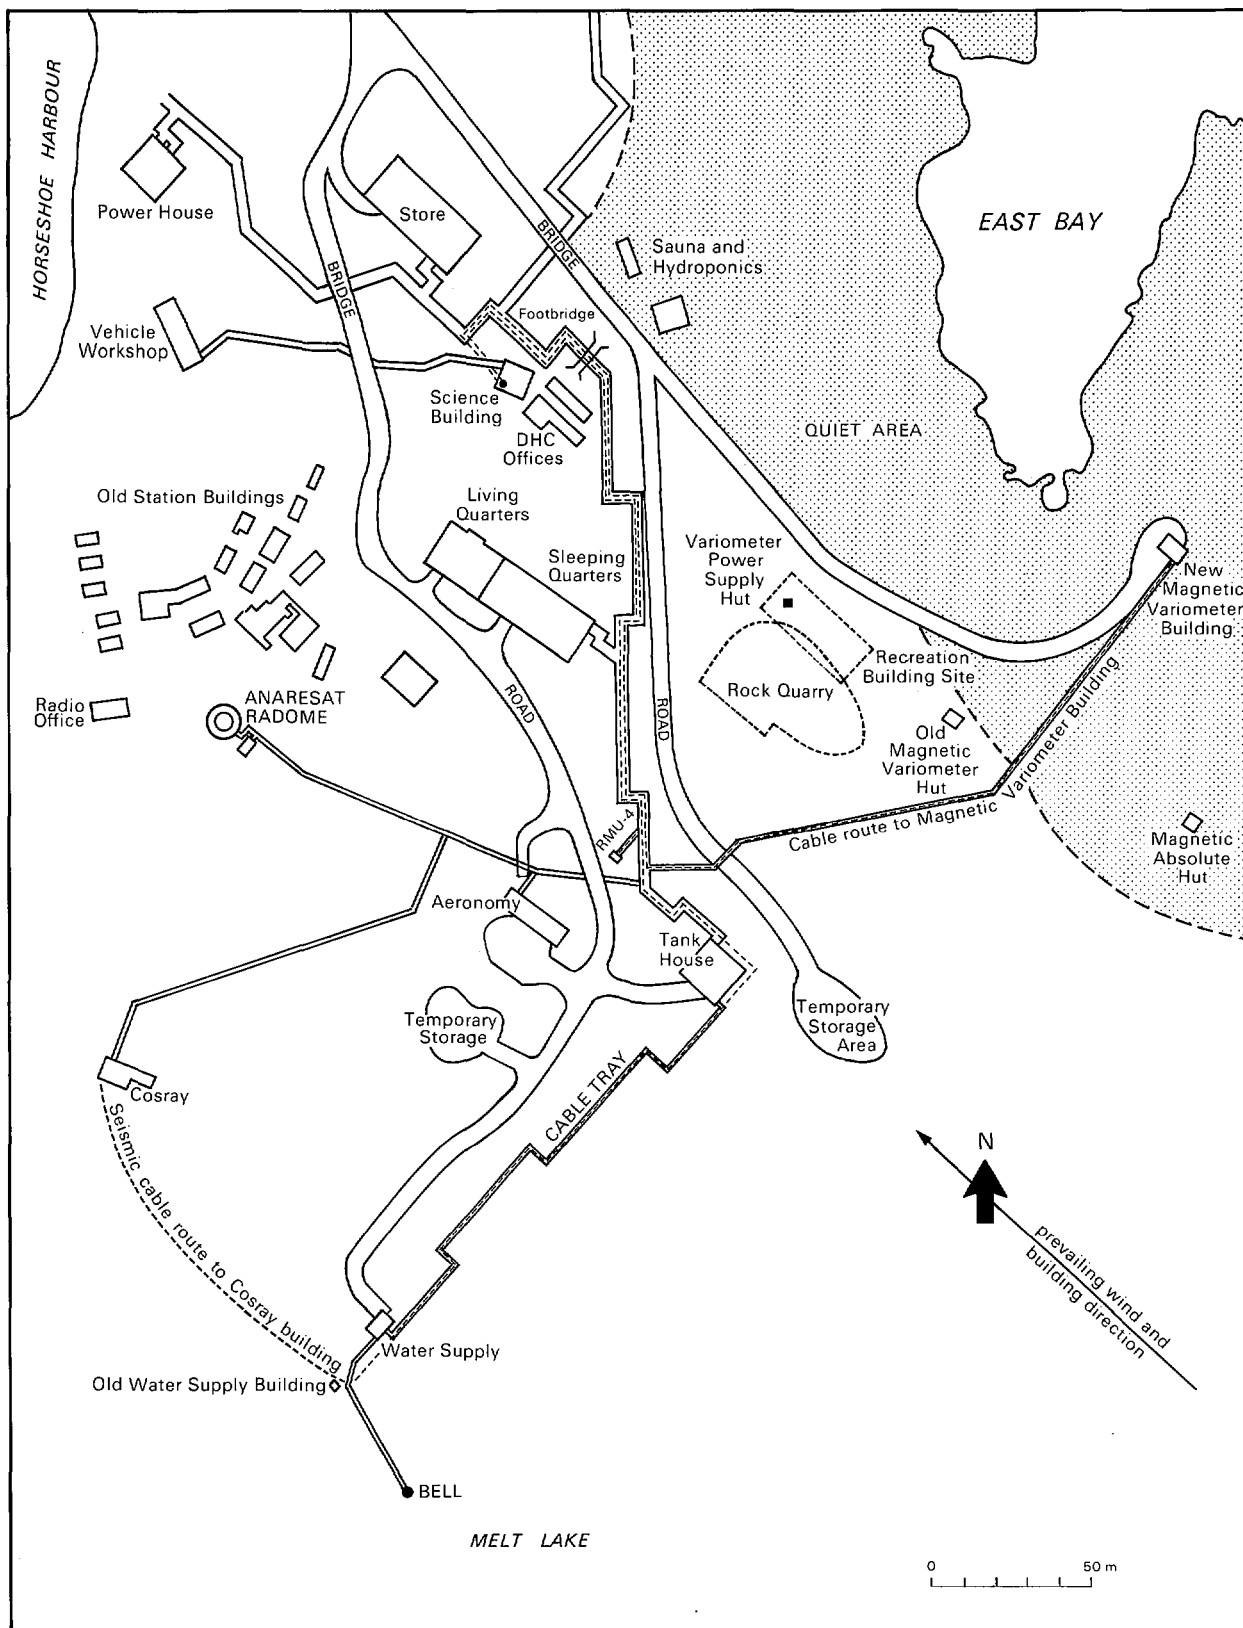 HORSESHOE HARBOUR
Power House
Store
BRIDGE
BRIDGE
EAST BAY
Sauna and
Hydroponics
Footbridge
Vehicle
Workshop
Science
Building
DHC
Offices
QUIET AREA
Old Station Buildings
Living
Quarters
Sleeping
Quarters
Variometer
Power
Supply
Hut
New
Magnetic
Variometer
Building
Recreation
Building Site
Rock Quarry
Radio
Office
ANARESAT
RADOME
ROAD
ROAD
Old
Magnetic
Variometer
Hut
Cable route to Magnetic Variometer Building
RMU-4
Magnetic
Absolute
Hut
Aeronomy
Tank
House
Temporary
Storage
Temporary
Storage
Area
CABLE TRAY
Cosray
Seismic cable route to Cosray building
N
prevailing wind and
building direction
Water Supply
Old Water Supply Building
BELL
MELT LAKE
0 50 m